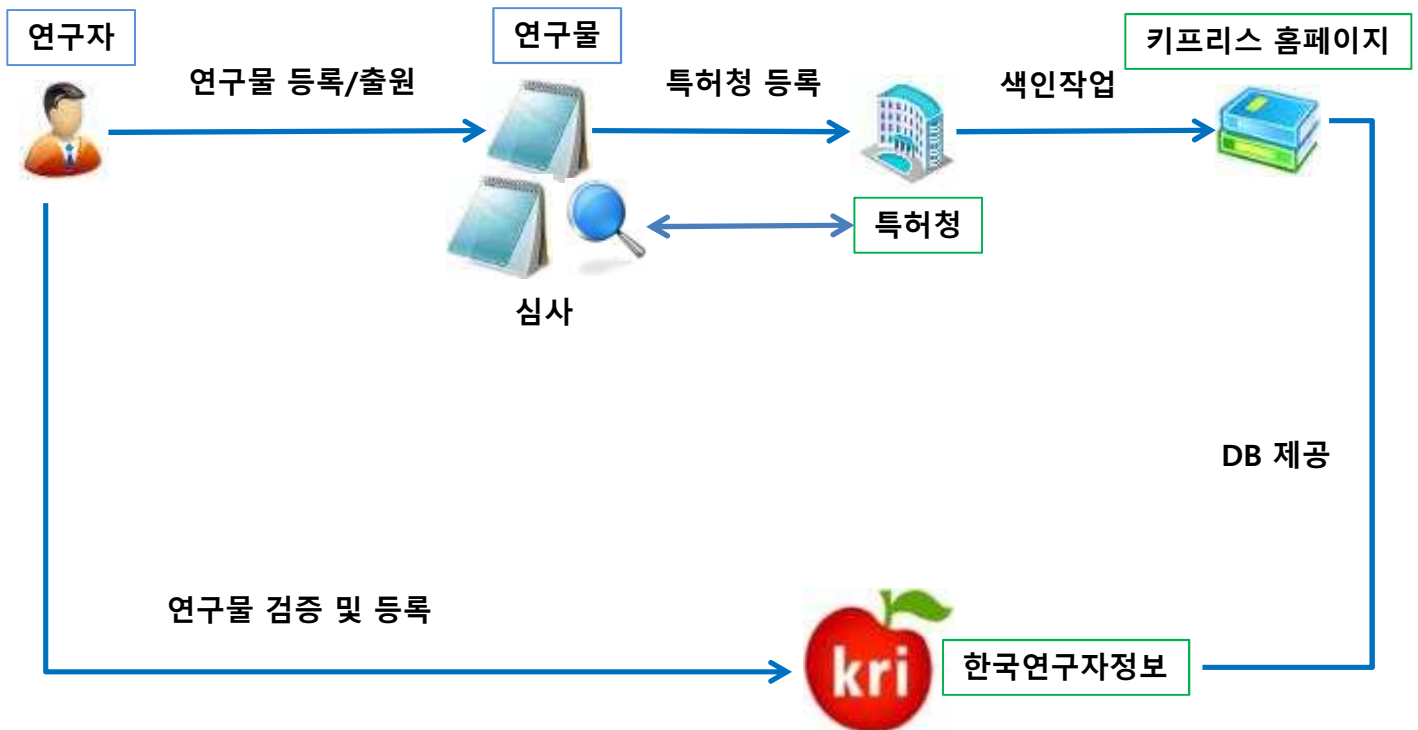 연구자
연구물
키프리스 홈페이지
연구물 등록/출원
특허청 등록
색인작업
특허청
심사
DB 제공
연구물 검증 및 등록
kri
한국연구자정보